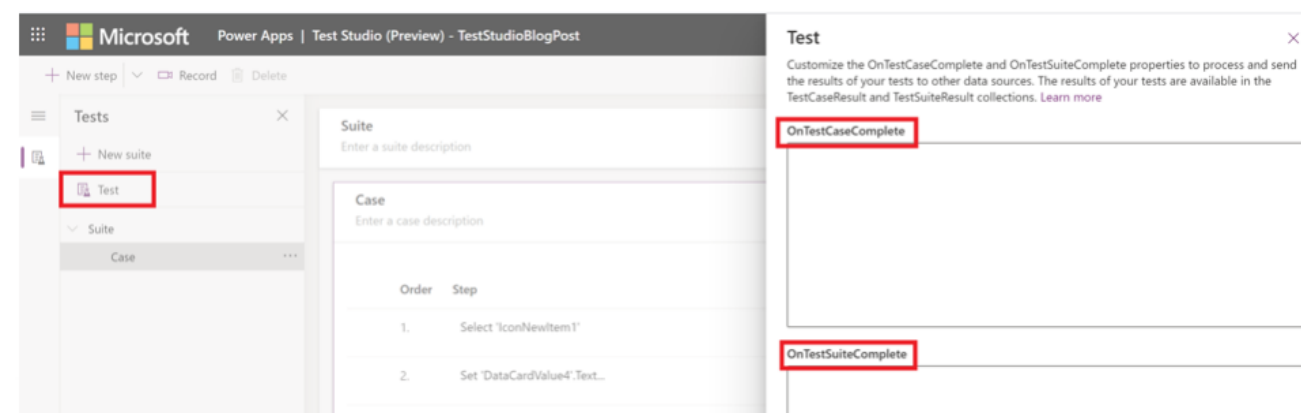 Microsoft Power Apps | Test Studio (Preview) - TestStudioBlogPost
New step Record Delete
Tests
New suite
Test
Suite
Case
Suite
Enter a suite description
Case
Enter a case description
Order Step
1. Select 'IconNewItem1'
2. Set 'DataCardValue4'.Text...
Test
Customize the OnTestCaseComplete and OnTestSuiteComplete properties to process and send
the results of your tests to other data sources. The results of your tests are available in the
TestCaseResult and TestSuiteResult collections. Learn more
OnTestCaseComplete
OnTestSuiteComplete